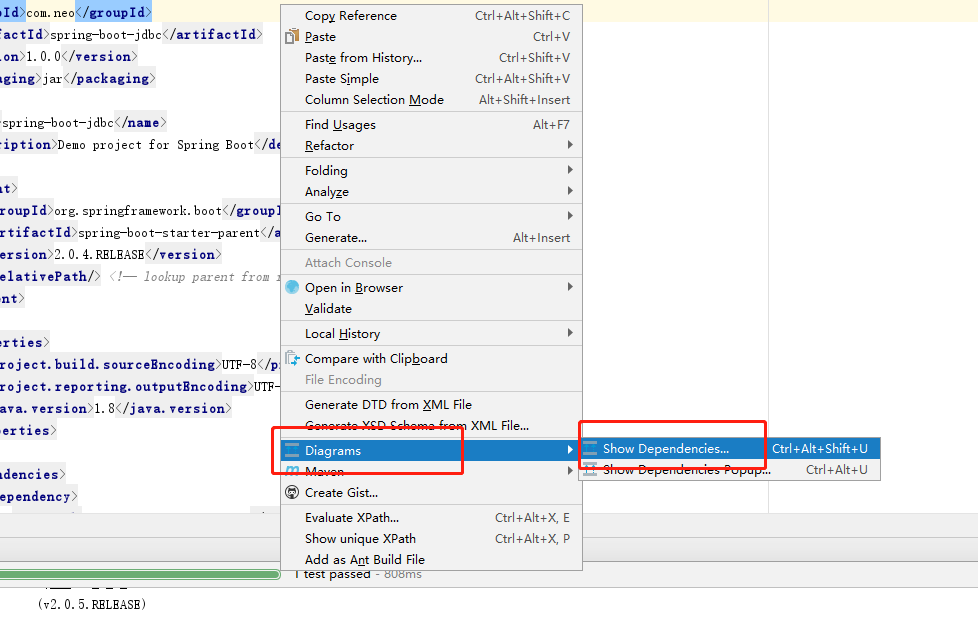 pId>com.neo</groupId>
factId>spring-boot-jdbc</artifactId>
ion>1.0.0</version>
aging>jar</packaging>
spring-boot-jdbc</name>
ription>Demo project for Spring Boot</de
nt>
roupId>org.springframework.boot</groupI
rtifactId>spring-boot-starter-parent</a
ersion>2.0.4.RELEASE</version>
elativePath/> <!-- lookup parent from r
ent>
erties>
roject.build.sourceEncoding>UTF-8</p
roject.reporting.outputEncoding>UTF-
ava.version>1.8</java.version>
perties>
ndencies>
ependency>
Copy Reference Ctrl+Alt+Shift+C
Paste Ctrl+V
Paste from History... Ctrl+Shift+V
Paste Simple Ctrl+Alt+Shift+V
Column Selection Mode Alt+Shift+Insert
Find Usages Alt+F7
Refactor
Folding
Analyze
Go To
Generate... Alt+Insert
Attach Console
Open in Browser
Validate
Local History
Compare with Clipboard
File Encoding
Generate DTD from XML File
Generate XSD Schema from XML File...
Diagrams
Maven
Create Gist...
Evaluate XPath... Ctrl+Alt+X, E
Show unique XPath Ctrl+Alt+X, P
Add as Ant Build File
Show Dependencies... Ctrl+Alt+Shift+U
Show Dependencies Popup... Ctrl+Alt+U
1 test passed - 808ms
(v2.0.5.RELEASE)